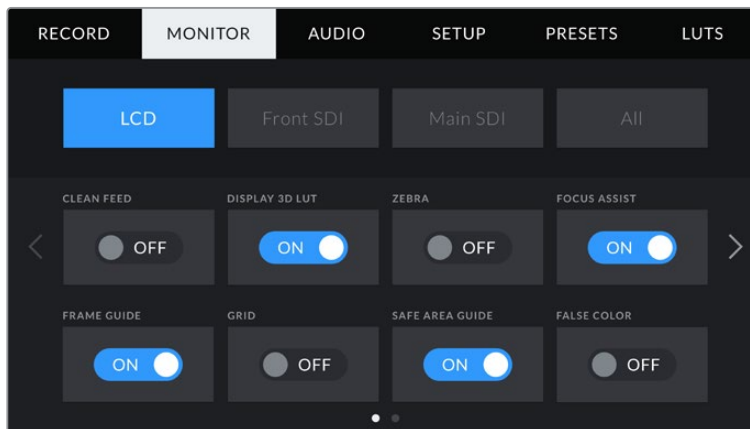 RECORD MONITOR AUDIO SETUP PRESETS LUTS
LCD Front SDI Main SDI All
CLEAN FEED DISPLAY 3D LUT ZEBRA FOCUS ASSIST
OFF ON OFF ON
FRAME GUIDE GRID SAFE AREA GUIDE FALSE COLOR
ON OFF ON OFF